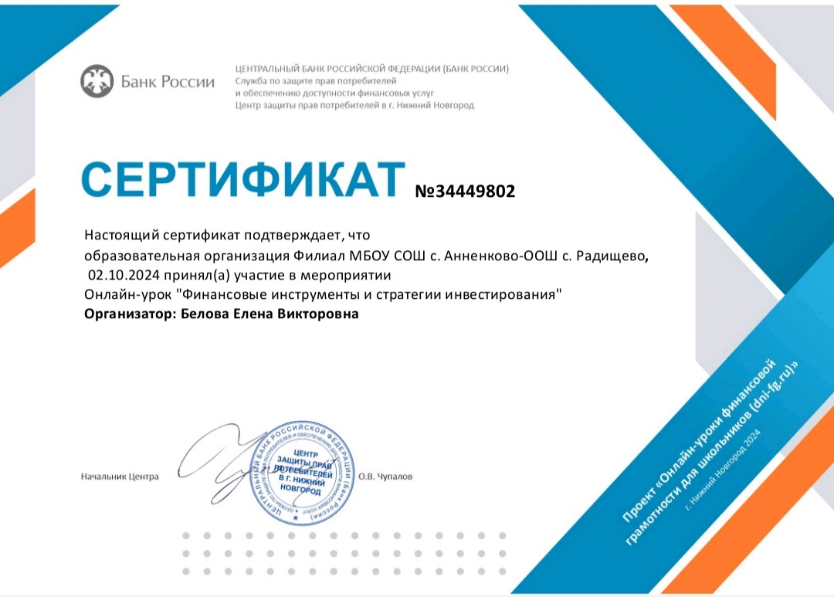 Банк России
ЦЕНТРАЛЬНЫЙ БАНК РОССИЙСКОЙ ФЕДЕРАЦИИ (БАНК РОССИИ)
Служба по защите прав потребителей
и обеспечению доступности финансовых услуг
Центр защиты прав потребителей в г. Нижний Новгород
СЕРТИФИКАТ №34449802
Настоящий сертификат подтверждает, что
образовательная организация Филиал МБОУ СОШ с. Анненково-ООШ с. Радищево,
02.10.2024 принял(а) участие в мероприятии
Онлайн-урок "Финансовые инструменты и стратегии инвестирования"
Организатор: Белова Елена Викторовна
Проект «Онлайн-уроки финансовой
грамотности для школьников (dni-fg.ru)»
г. Нижний Новгород 2024
Начальник Центра
ЦЕНТРАЛЬНЫЙ БАНК РОССИЙСКОЙ ФЕДЕРАЦИИ (Банк России)
ЦЕНТР
ЗАЩИТЫ ПРАВ
ПОТРЕБИТЕЛЕЙ
В Г. НИЖНИЙ
НОВГОРОД
О.В. Чупалов